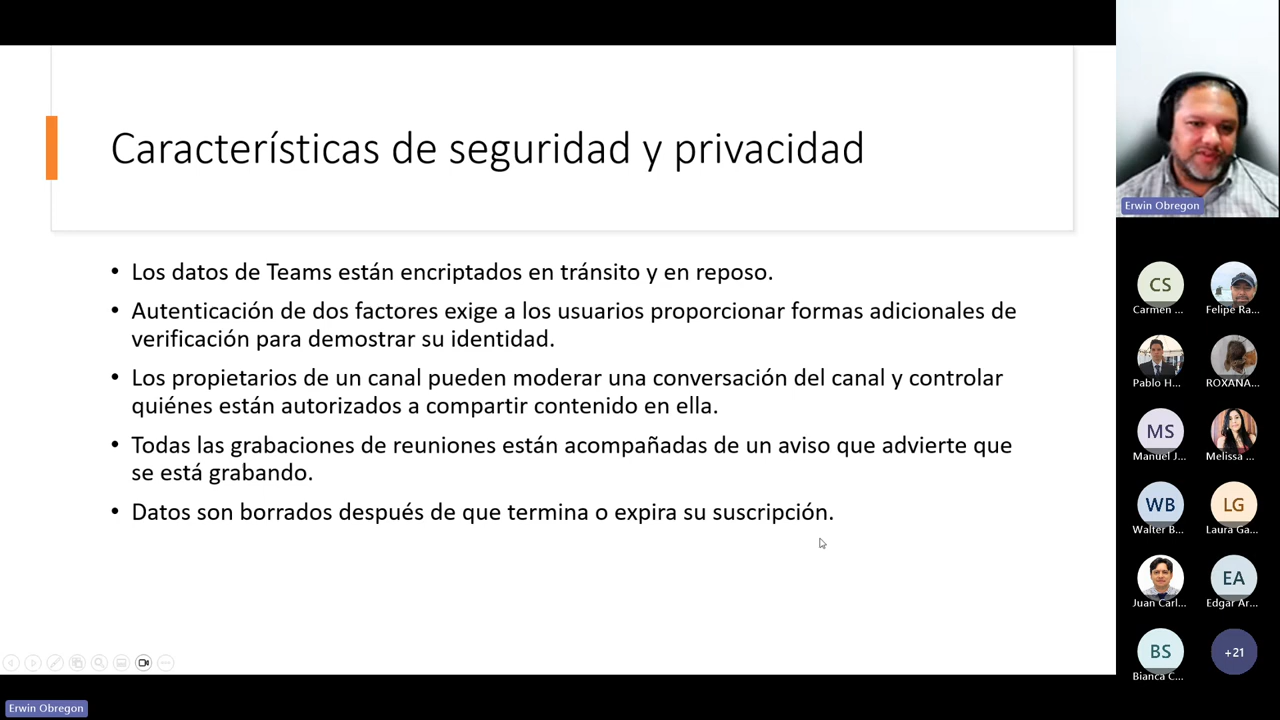 Características de seguridad y privacidad
• Los datos de Teams están encriptados en tránsito y en reposo.
• Autenticación de dos factores exige a los usuarios proporcionar formas adicionales de
verificación para demostrar su identidad.
• Los propietarios de un canal pueden moderar una conversación del canal y controlar
quiénes están autorizados a compartir contenido en ella.
• Todas las grabaciones de reuniones están acompañadas de un aviso que advierte que
se está grabando.
• Datos son borrados después de que termina o expira su suscripción.
Erwin Obregon
Erwin Obregon
CS
Carmen ...
Felipe Ra...
Pablo H...
ROXANA...
MS
Manuel J...
Melissa ...
WB
Walter B...
LG
Laura Ga...
Juan Carl...
EA
Edgar Ar...
BS
Bianca C...
+21